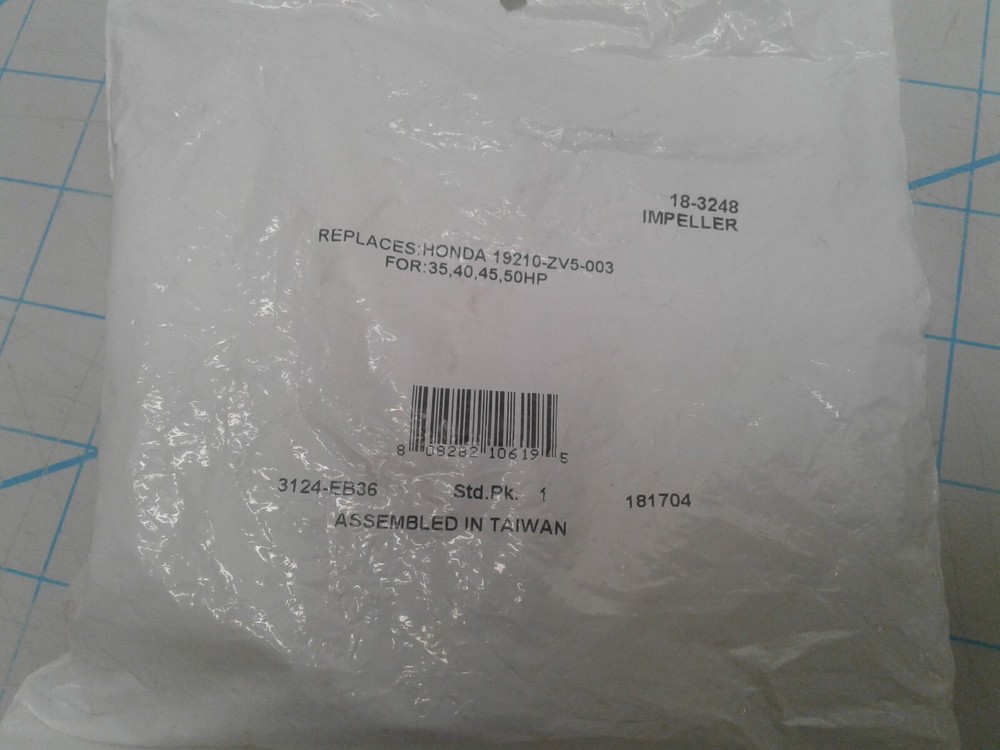 18-3248
IMPELLER
REPLACES:HONDA 19210-ZV5-003
FOR:35,40,45,50HP
8 08282 10619 5
3124-EB36 Std.Pk. 1 181704
ASSEMBLED IN TAIWAN